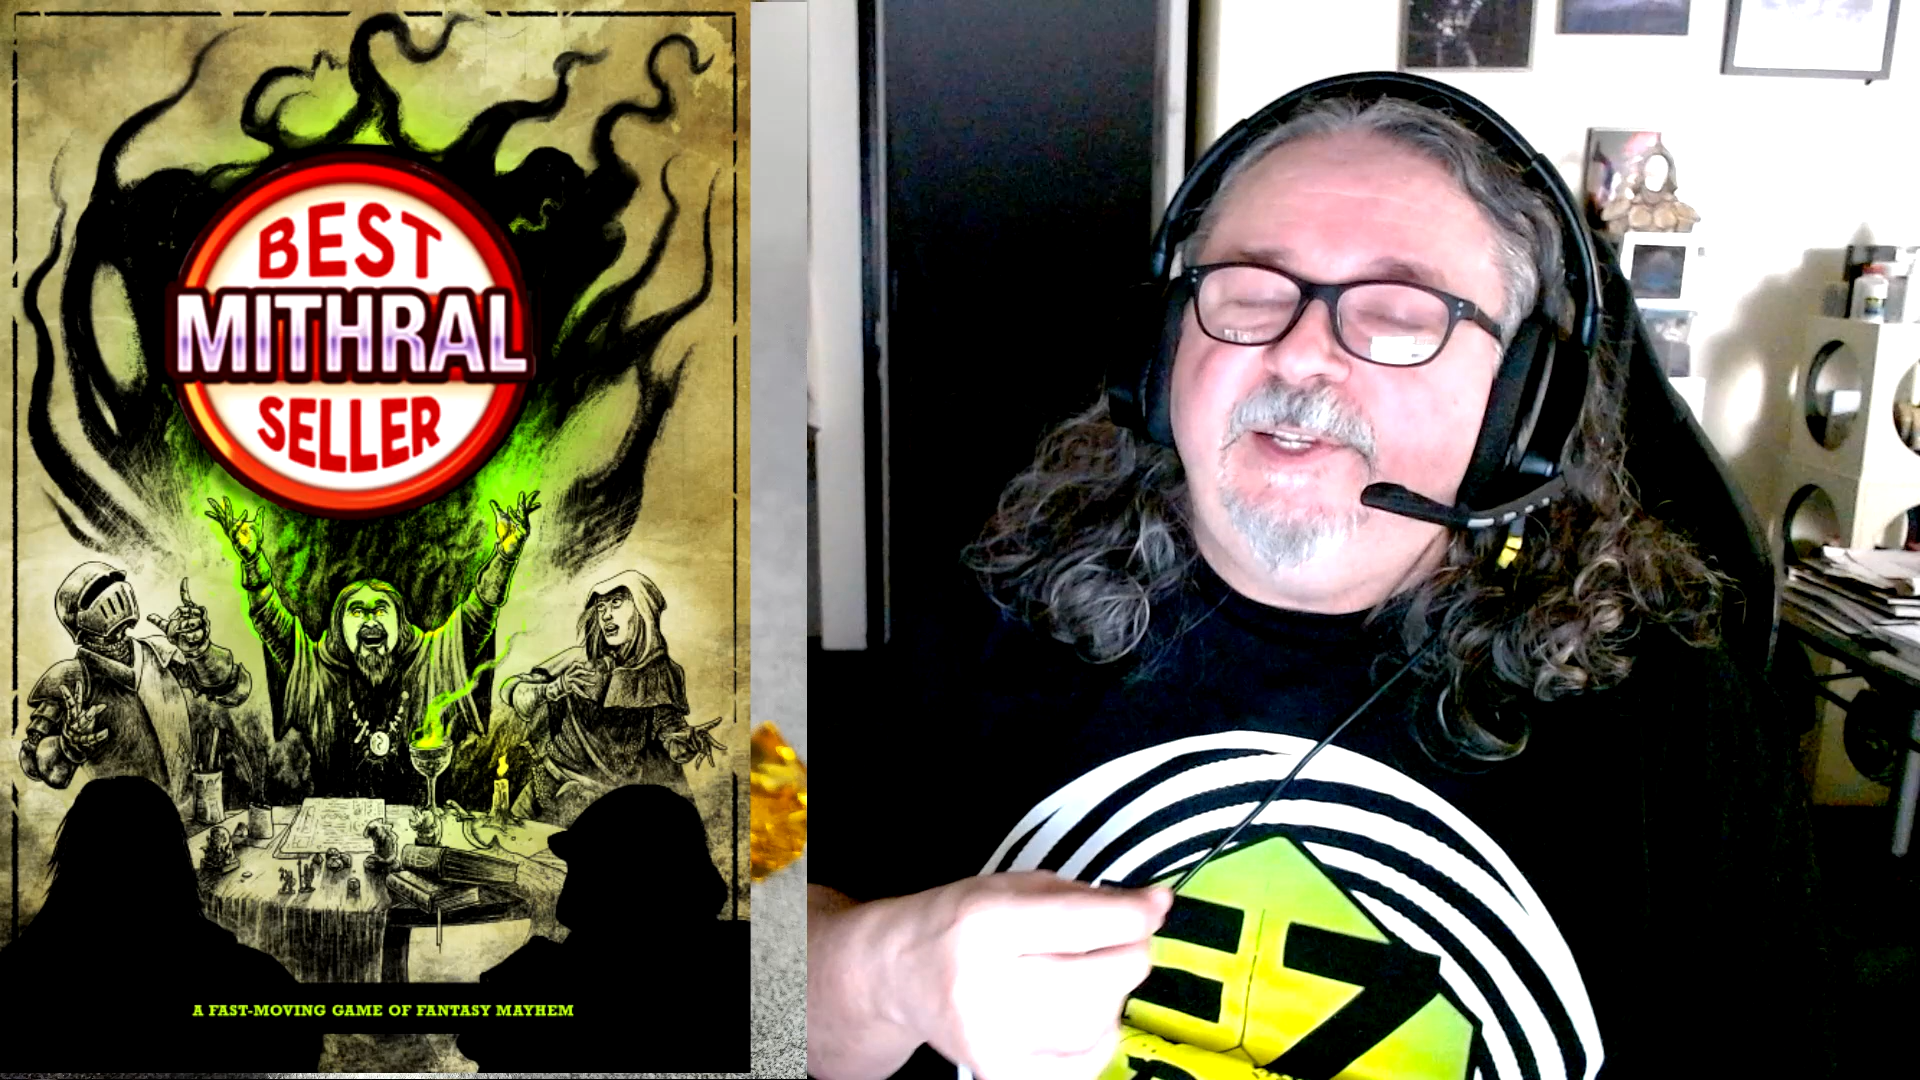 BEST
MITHRAL
SELLER
A FAST-MOVING GAME OF FANTASY MAYHEM